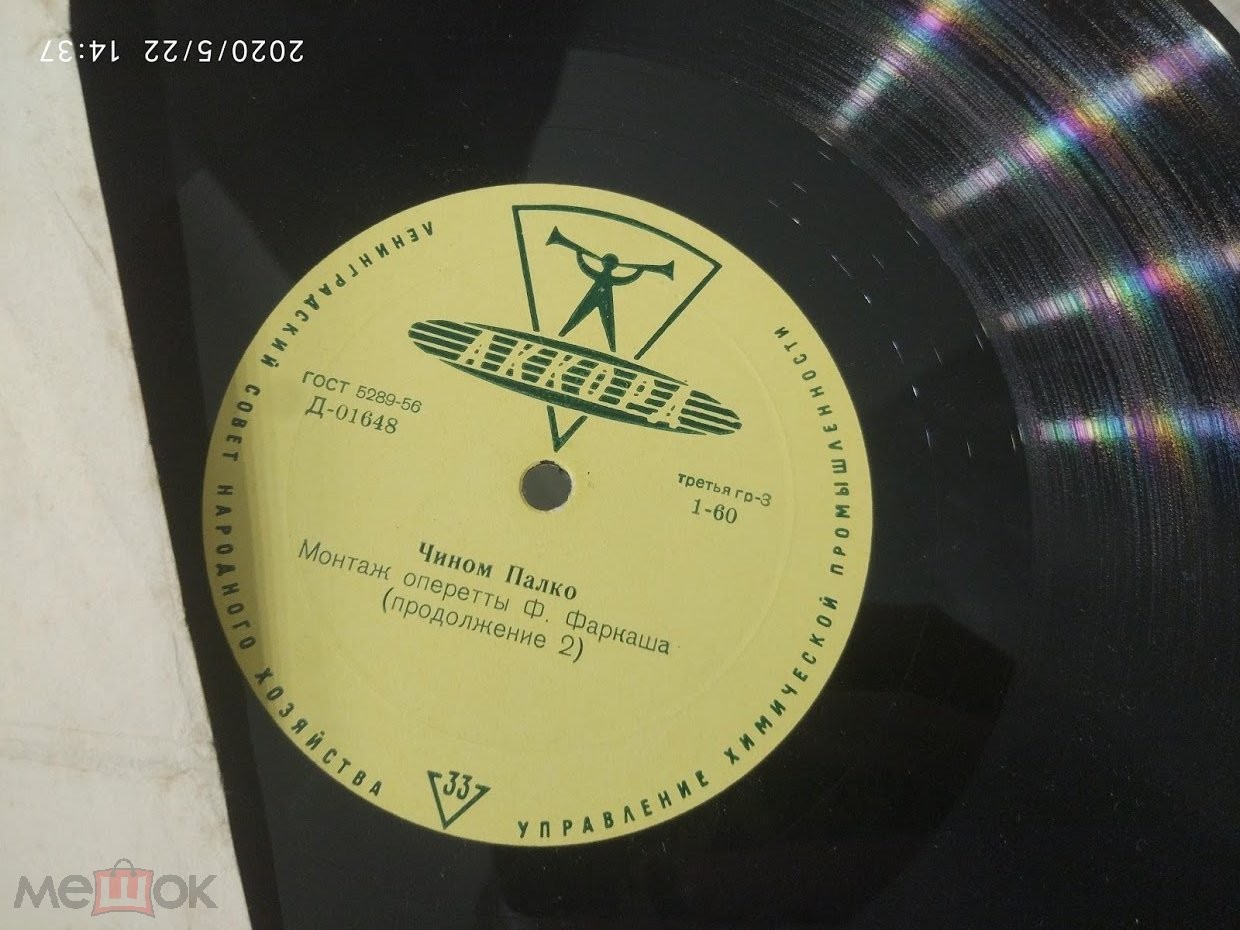 2020/5/22 14:37
ЛЕНИНГРАДСКИЙ СОВЕТ НАРОДНОГО ХОЗЯЙСТВА
УПРАВЛЕНИЕ ХИМИЧЕСКОЙ ПРОМЫШЛЕННОСТИ
АККОРД
ГОСТ 5289-56
Д-01648
третья гр-3
1-60
Чином Палко
Монтаж оперетты Ф. Фаркаша
(продолжение 2)
33
мешок